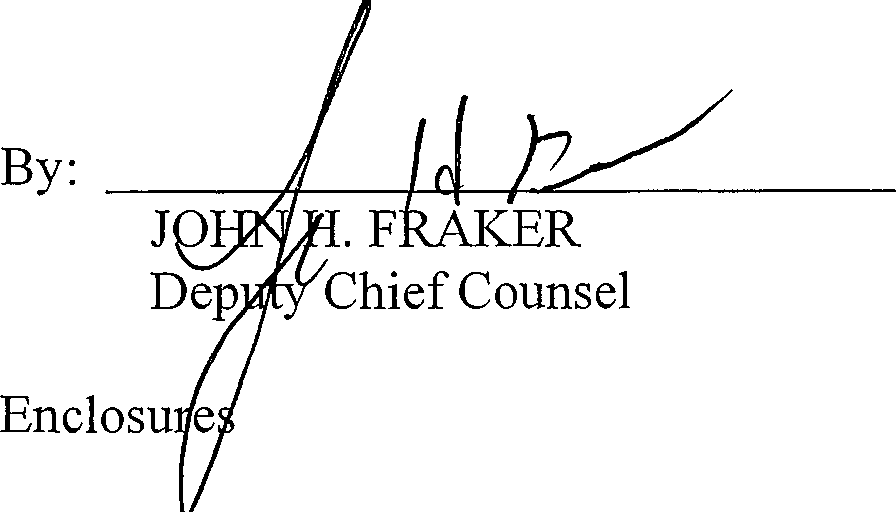 By:
JOHN H. FRAKER
Deputy Chief Counsel
Enclosures